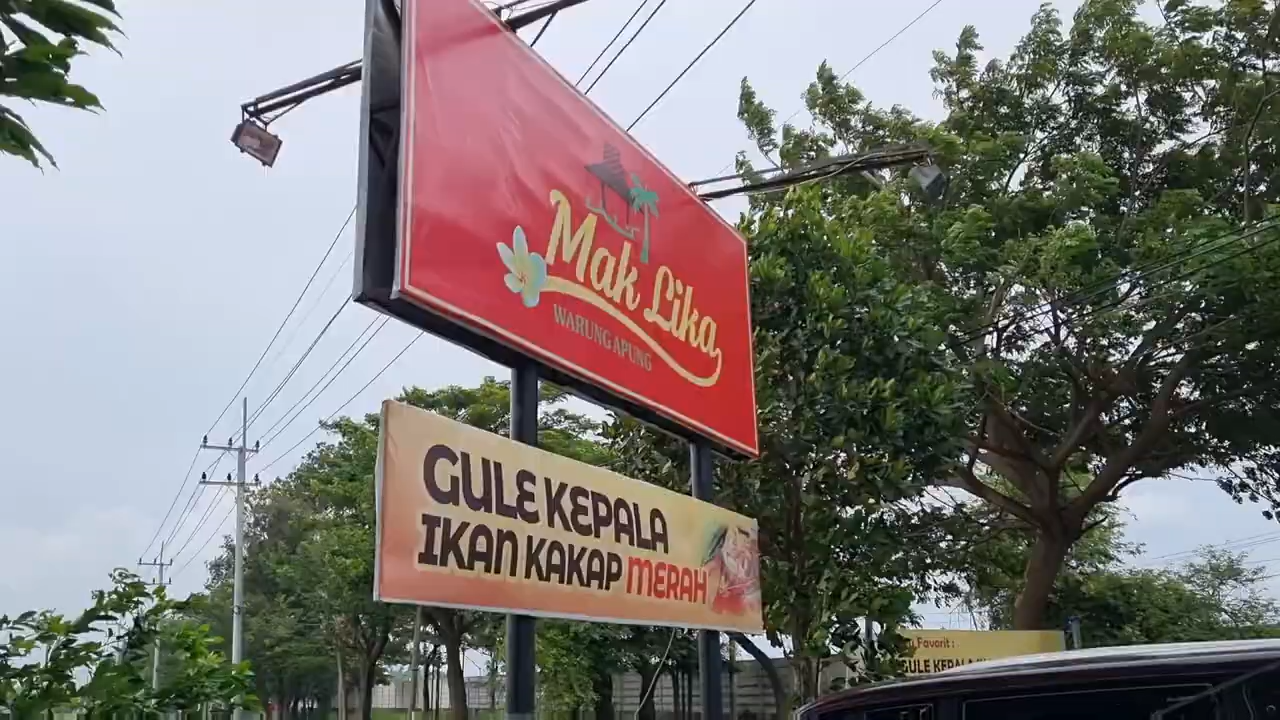 Mak Lika
WARUNG APUNG
GULE KEPALA
IKAN KAKAP MERAH
Favorit :
GULE KEPALA